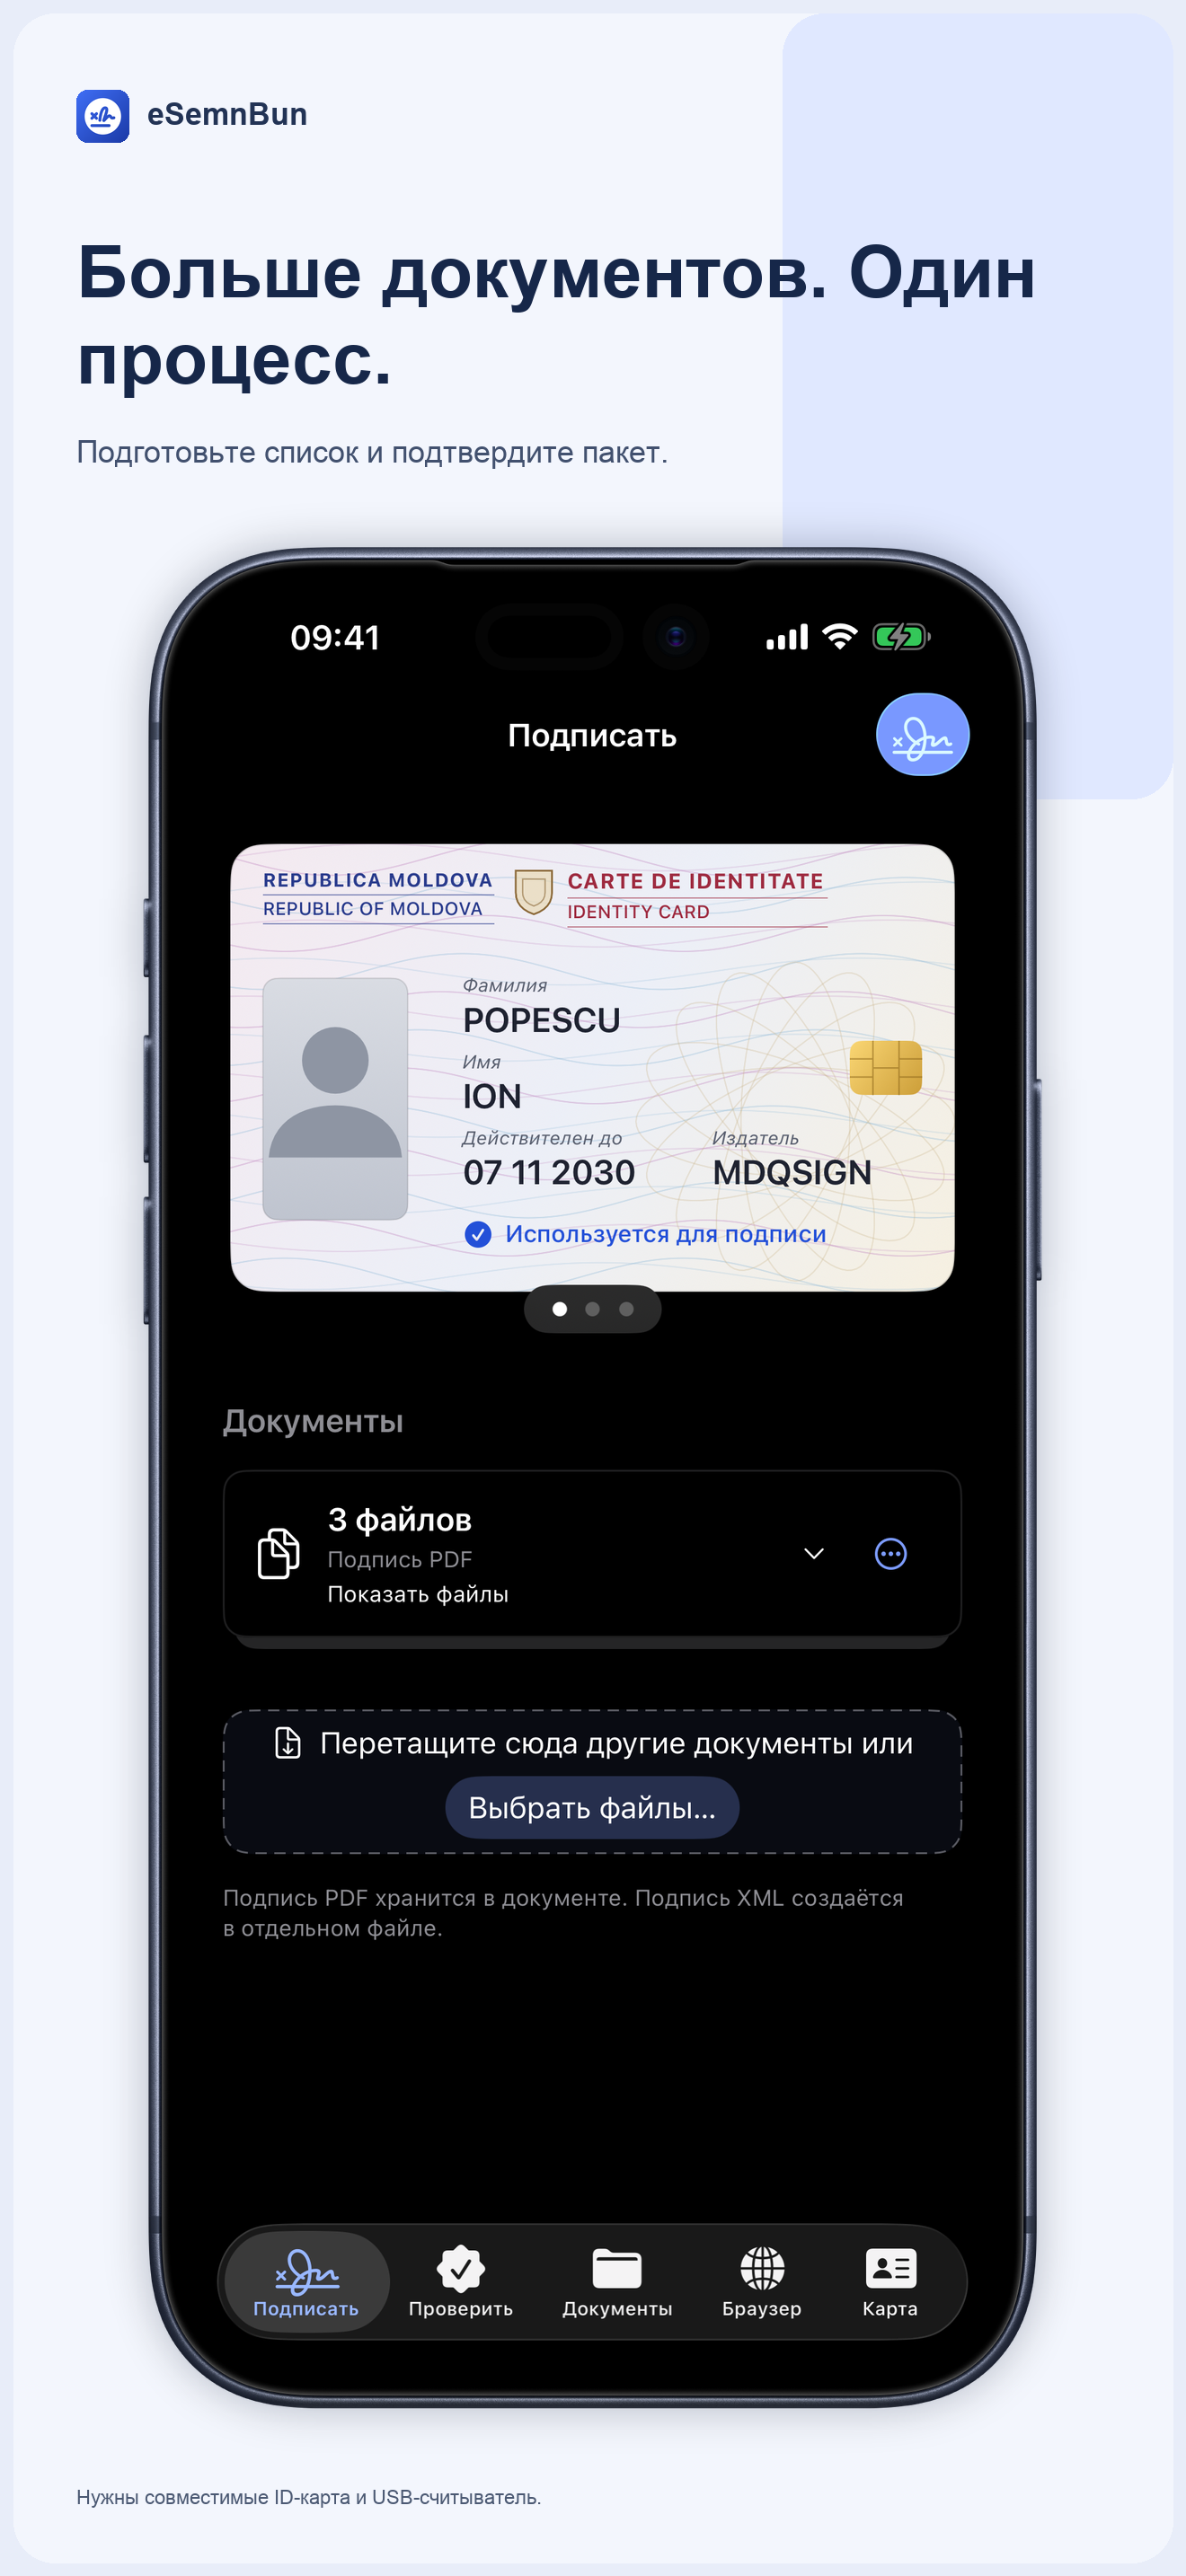 eSemnBun
Больше документов. Один
процесс.
Подготовьте список и подтвердите пакет.
09:41
Подписать
REPUBLICA MOLDOVA
REPUBLIC OF MOLDOVA
CARTE DE IDENTITATE
IDENTITY CARD
Фамилия
POPESCU
Имя
ION
Действителен до
07 11 2030
Издатель
MDQSIGN
Используется для подписи
Документы
3 файлов
Подпись PDF
Показать файлы
Перетащите сюда другие документы или
Выбрать файлы...
Подпись PDF хранится в документе. Подпись XML создаётся
в отдельном файле.
Подписать
Проверить
Документы
Браузер
Карта
Нужны совместимые ID-карта и USB-считыватель.